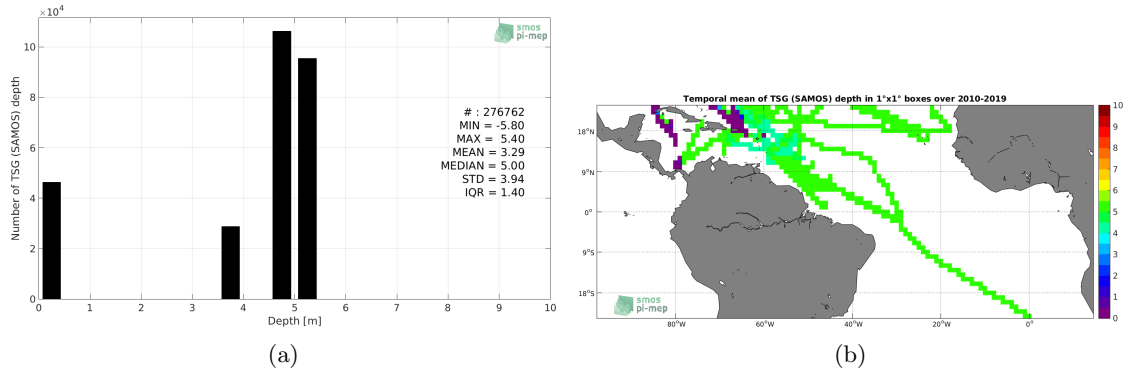 ×10⁴
10
8
6
4
2
0
Number of TSG (SAMOS) depth
smos
pi-mep
# : 276762
MIN = -5.80
MAX = 5.40
MEAN = 3.29
MEDIAN = 5.00
STD = 3.94
IQR = 1.40
0 1 2 3 4 5 6 7 8 9 10
Depth [m]
(a)
Temporal mean of TSG (SAMOS) depth in 1°x1° boxes over 2010-2019
18°N
9°N
0°
9°S
18°S
smos
pi-mep
80°W 60°W 40°W 20°W 0°
10
9
8
7
6
5
4
3
2
1
0
(b)